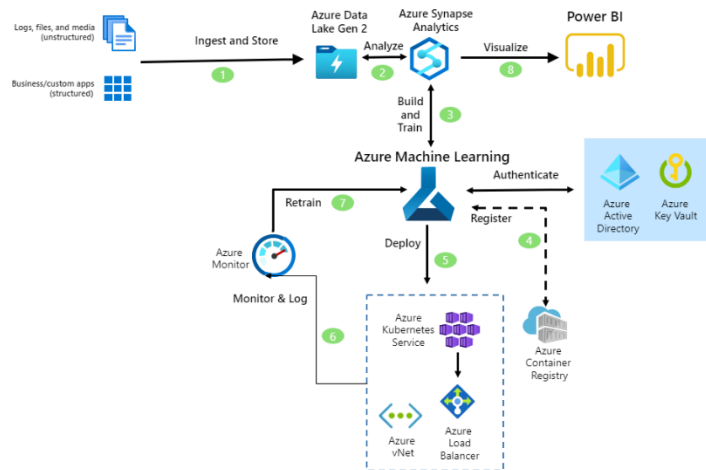 Logs, files, and media
(unstructured)
Business/custom apps
(structured)
Ingest and Store
1
Azure Data
Lake Gen 2
Analyze
2
Azure Synapse
Analytics
Visualize
8
Power BI
Build
and
Train
3
Azure Machine Learning
Authenticate
Azure
Active
Directory
Azure
Key Vault
Retrain
7
Register
4
Deploy
5
Azure
Monitor
Monitor & Log
6
Azure
Kubernetes
Service
Azure
Container
Registry
Azure
vNet
Azure
Load
Balancer